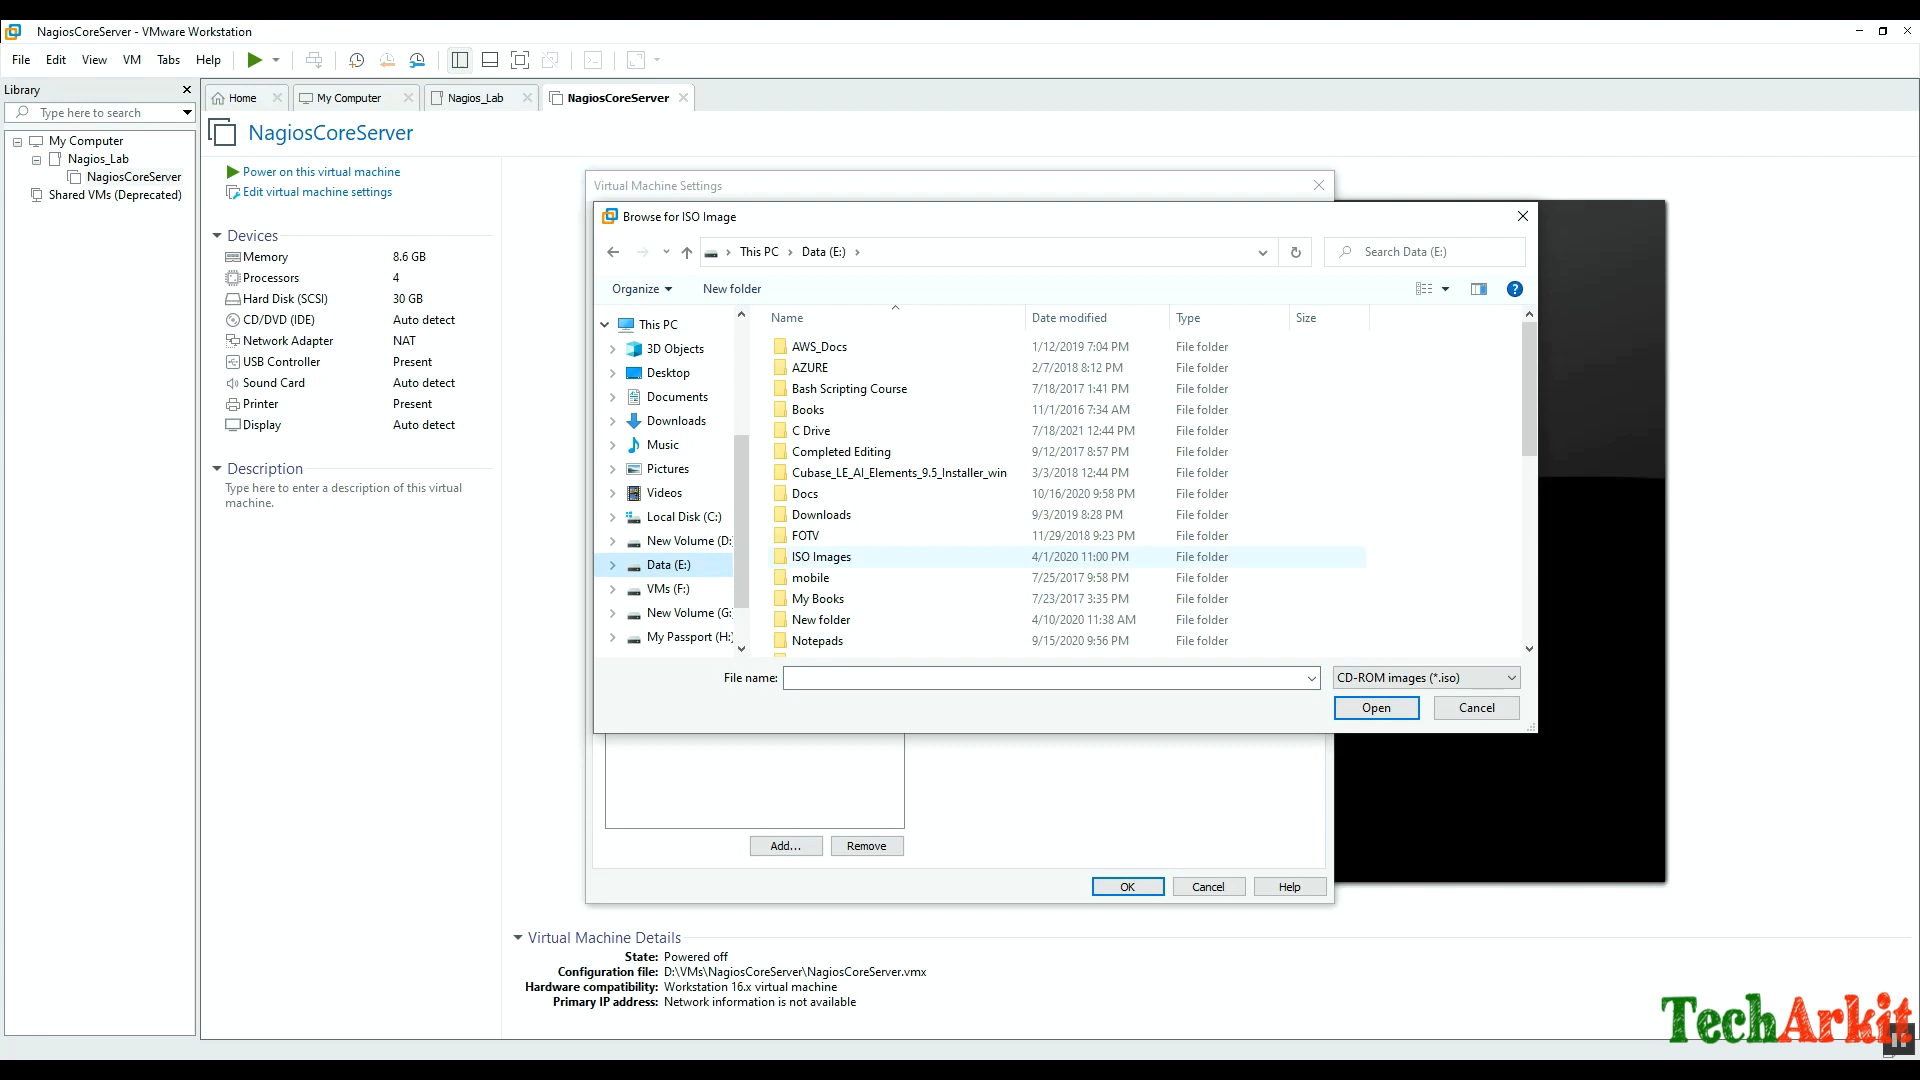 NagiosCoreServer - VMware Workstation
File Edit View VM Tabs Help
Library
Type here to search
My Computer
Nagios_Lab
NagiosCoreServer
Shared VMs (Deprecated)
Home
My Computer
Nagios_Lab
NagiosCoreServer
NagiosCoreServer
Power on this virtual machine
Edit virtual machine settings
Devices
Memory 8.6 GB
Processors 4
Hard Disk (SCSI) 30 GB
CD/DVD (IDE) Auto detect
Network Adapter NAT
USB Controller Present
Sound Card Auto detect
Printer Present
Display Auto detect
Description
Type here to enter a description of this virtual
machine.
Virtual Machine Settings
Browse for ISO Image
This PC Data (E:)
Search Data (E:)
Organize New folder
This PC
3D Objects
Desktop
Documents
Downloads
Music
Pictures
Videos
Local Disk (C:)
New Volume (D:
Data (E:)
VMs (F:)
New Volume (G:
My Passport (H:)
Name Date modified Type Size
AWS_Docs 1/12/2019 7:04 PM File folder
AZURE 2/7/2018 8:12 PM File folder
Bash Scripting Course 7/18/2017 1:41 PM File folder
Books 11/1/2016 7:34 AM File folder
C Drive 7/18/2021 12:44 PM File folder
Completed Editing 9/12/2017 8:57 PM File folder
Cubase_LE_AI_Elements_9.5_Installer_win 3/3/2018 12:44 PM File folder
Docs 10/16/2020 9:58 PM File folder
Downloads 9/3/2019 8:28 PM File folder
FOTV 11/29/2018 9:23 PM File folder
ISO Images 4/1/2020 11:00 PM File folder
mobile 7/25/2017 9:58 PM File folder
My Books 7/23/2017 3:35 PM File folder
New folder 4/10/2020 11:38 AM File folder
Notepads 9/15/2020 9:56 PM File folder
File name:
CD-ROM images (*.iso)
Open Cancel
Add... Remove
OK Cancel Help
Virtual Machine Details
State: Powered off
Configuration file: D:\VMs\NagiosCoreServer\NagiosCoreServer.vmx
Hardware compatibility: Workstation 16.x virtual machine
Primary IP address: Network information is not available
TechArkit